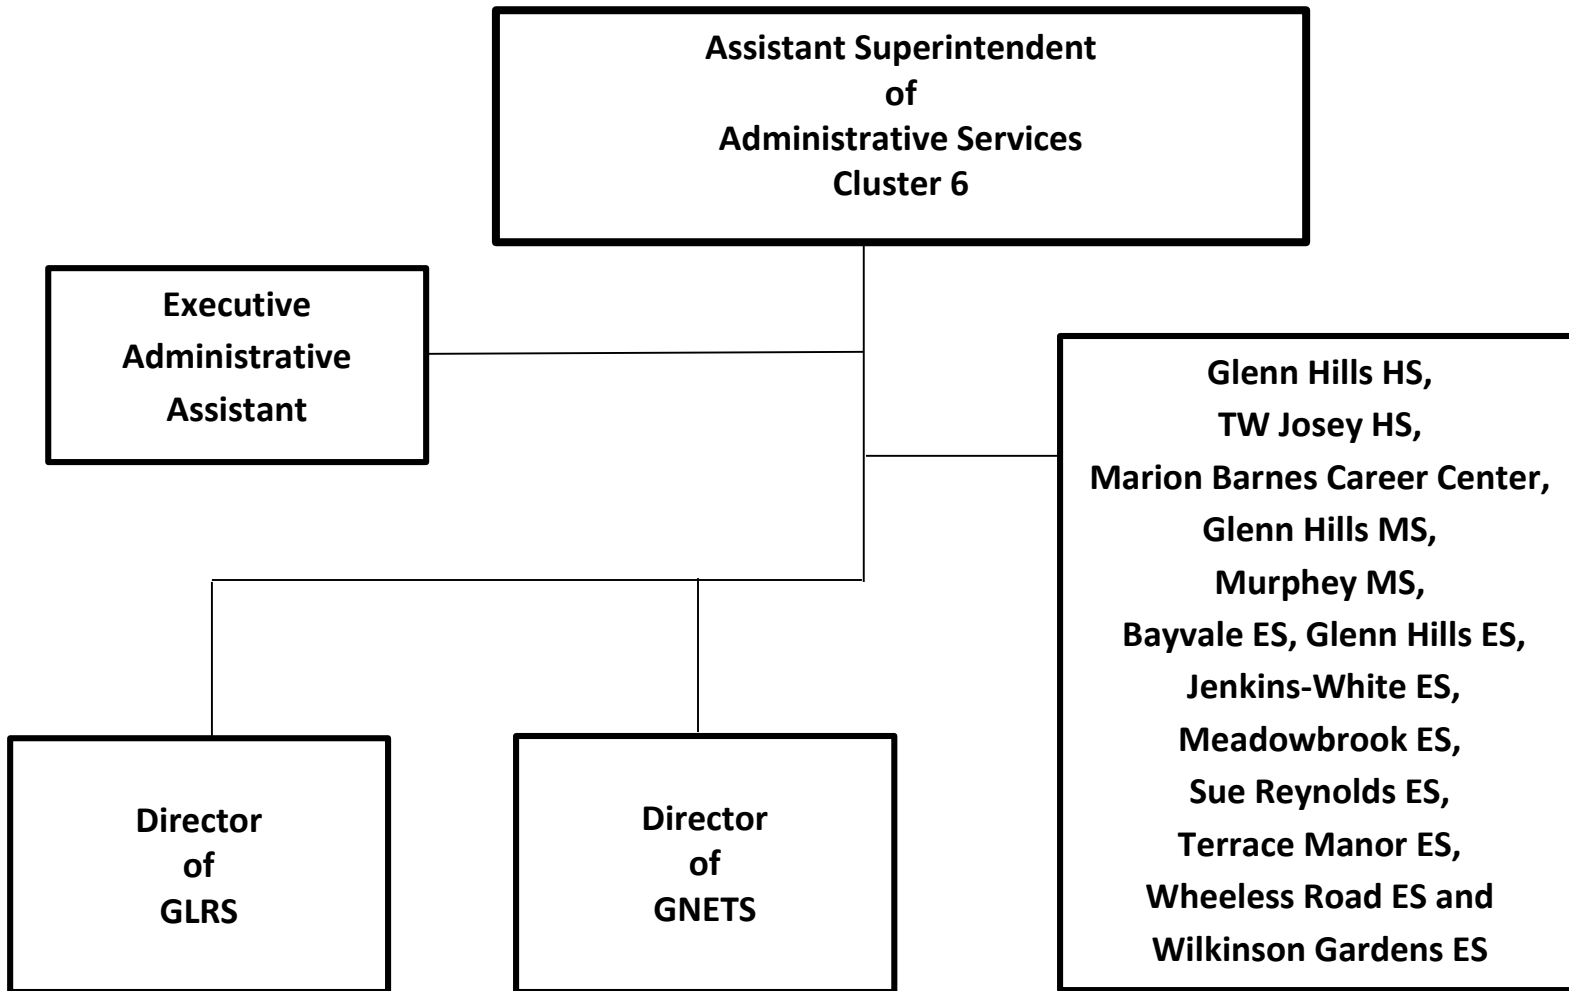 Assistant Superintendent
of
Administrative Services
Cluster 6
Executive
Administrative
Assistant
Glenn Hills HS,
TW Josey HS,
Marion Barnes Career Center,
Glenn Hills MS,
Murphey MS,
Bayvale ES, Glenn Hills ES,
Jenkins-White ES,
Meadowbrook ES,
Sue Reynolds ES,
Terrace Manor ES,
Wheeless Road ES and
Wilkinson Gardens ES
Director
of
GLRS
Director
of
GNETS